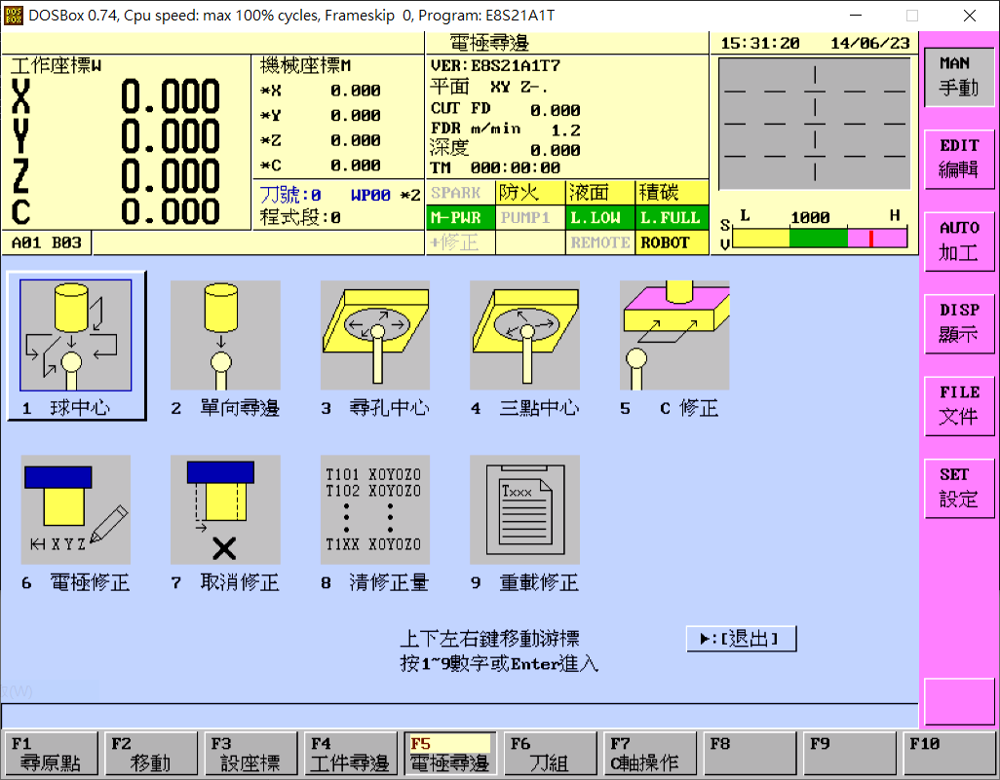 DOSBox 0.74, Cpu speed: max 100% cycles, Frameskip 0, Program: E8S21A1T
電極尋邊
15:31:20 14/06/23
工作座標W
X 0.000
Y 0.000
Z 0.000
C 0.000
A01 B03
機械座標M
*X 0.000
*Y 0.000
*Z 0.000
*C 0.000
刀號:0 WP00 *2
程式段:0
VER:E8S21A1T7
平面 XY Z-.
CUT FD 0.000
FDR m/min 1.2
深度 0.000
TM 000:00:00
SPARK 防火 液面 積碳
M-PWR PUMP1 L.LOW L.FULL
+修正 REMOTE ROBOT
L 1000 H
S
V
MAN
手動
EDIT
編輯
AUTO
加工
DISP
顯示
FILE
文件
SET
設定
1 球中心
2 單向尋邊
3 尋孔中心
4 三點中心
5 C 修正
X Y Z
T101 X0Y0Z0
T102 X0Y0Z0
T1XX X0Y0Z0
Txxx
6 電極修正
7 取消修正
8 清修正量
9 重載修正
上下左右鍵移動游標
按1~9數字或Enter進入
▶:[退出]
(W)
F1 尋原點
F2 移動
F3 設座標
F4 工件尋邊
F5 電極尋邊
F6 刀組
F7 C軸操作
F8
F9
F10